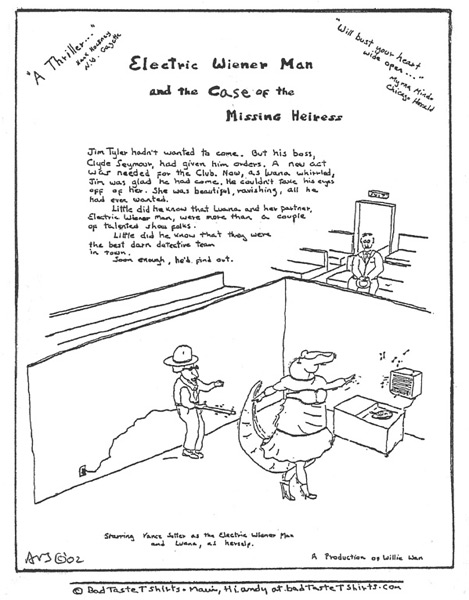 "A Thriller..."
N.W. Gazette
"Will bust your heart
wide open..."
Chicago Herald
Electric Wiener Man
and the Case of the
Missing Heiress
Jim Tyler hadn't wanted to come. But his boss,
Clyde Seymour, had given him orders. A new act
was needed for the Club. Now, as Luana whirled,
Jim was glad he had come. He couldn't take his eyes
off of her. She was beautiful, ravishing, all he
had ever wanted.
Little did he know that Luana and her partner,
Electric Wiener Man, were more than a couple
of talented show folks.
Little did he know that they were
the best darn detective team
in town.
Soon enough, he'd find out.
Starring Vance Seller as the Electric Wiener Man
and Luana, as herself.
A Production of Willie Wan
AVJ©'02
© BadTasteTShirts • Maui, HI andy at badTasteTShirts.com